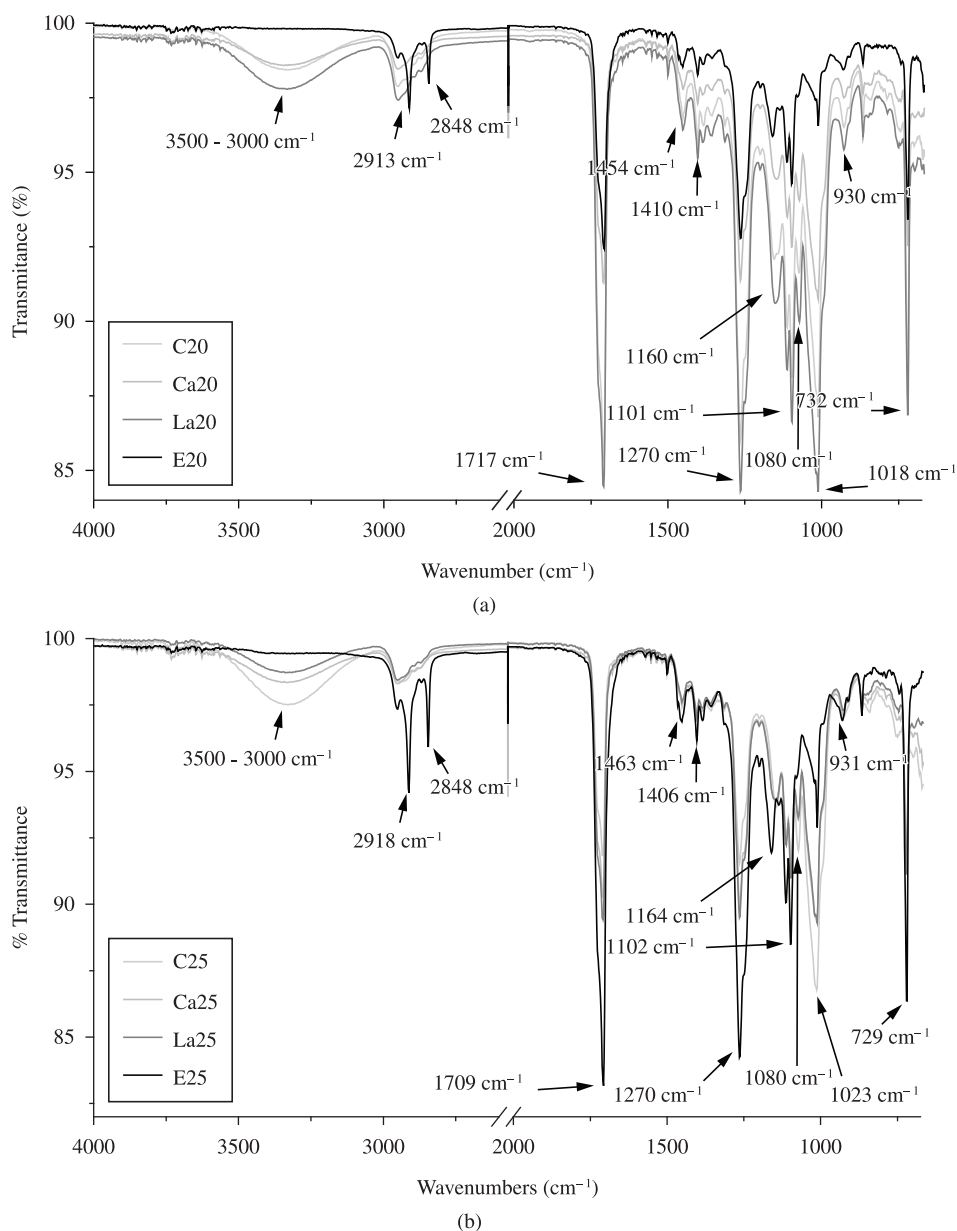 100
95
90
85
Transmitance (%)
3500 - 3000 cm⁻¹
2913 cm⁻¹
2848 cm⁻¹
1454 cm⁻¹
1410 cm⁻¹
930 cm⁻¹
1160 cm⁻¹
1101 cm⁻¹
732 cm⁻¹
1080 cm⁻¹
1717 cm⁻¹
1270 cm⁻¹
1018 cm⁻¹
C20
Ca20
La20
E20
4000 3500 3000 2000 1500 1000
Wavenumber (cm⁻¹)
(a)
100
95
90
85
% Transmittance
3500 - 3000 cm⁻¹
2848 cm⁻¹
2918 cm⁻¹
1463 cm⁻¹
1406 cm⁻¹
931 cm⁻¹
1164 cm⁻¹
1102 cm⁻¹
729 cm⁻¹
1709 cm⁻¹
1270 cm⁻¹
1080 cm⁻¹
1023 cm⁻¹
C25
Ca25
La25
E25
4000 3500 3000 2000 1500 1000
Wavenumbers (cm⁻¹)
(b)